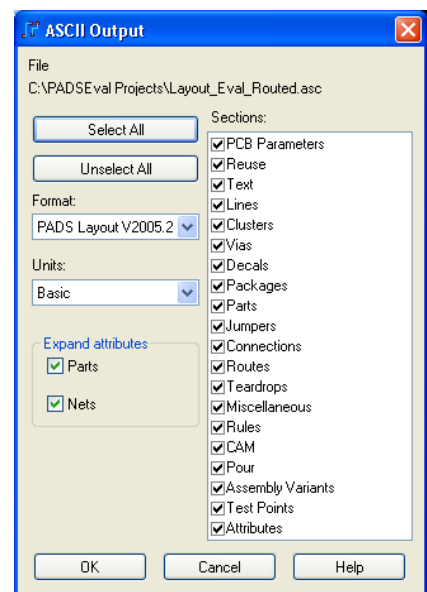 ASCII Output
File
C:\PADSEval Projects\Layout_Eval_Routed.asc
Select All
Unselect All
Format:
PADS Layout V2005.2
Units:
Basic
Expand attributes
Parts
Nets
Sections:
PCB Parameters
Reuse
Text
Lines
Clusters
Vias
Decals
Packages
Parts
Jumpers
Connections
Routes
Teardrops
Miscellaneous
Rules
CAM
Pour
Assembly Variants
Test Points
Attributes
OK
Cancel
Help